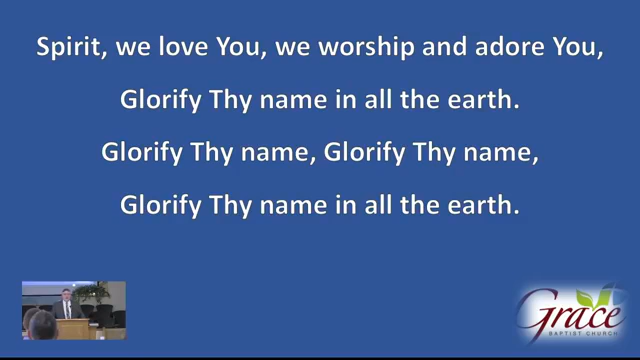 Spirit, we love You, we worship and adore You,
Glorify Thy name in all the earth.
Glorify Thy name, Glorify Thy name,
Glorify Thy name in all the earth.
Grace
BAPTIST CHURCH